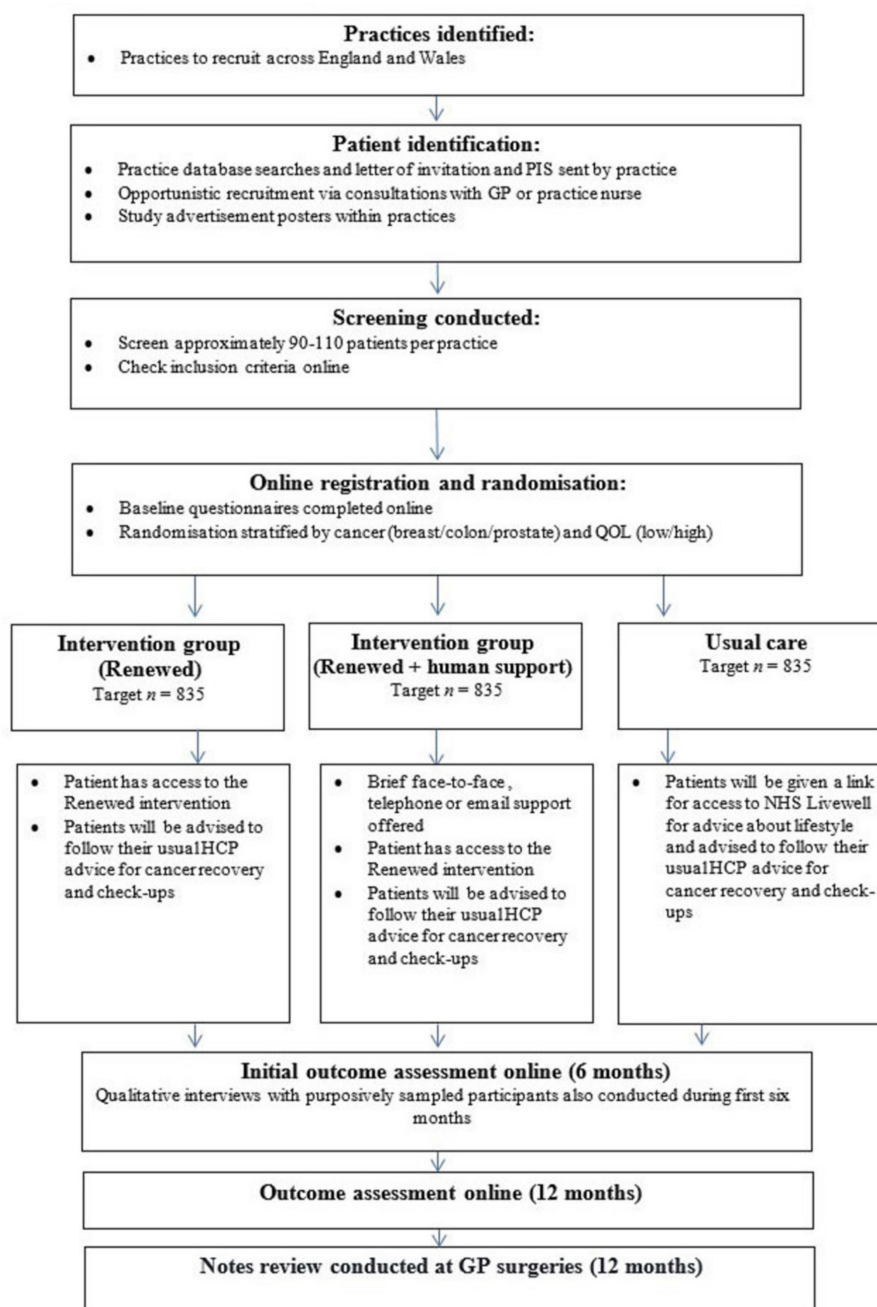 Practices identified:
• Practices to recruit across England and Wales
Patient identification:
• Practice database searches and letter of invitation and PIS sent by practice
• Opportunistic recruitment via consultations with GP or practice nurse
• Study advertisement posters within practices
Screening conducted:
• Screen approximately 90-110 patients per practice
• Check inclusion criteria online
Online registration and randomisation:
• Baseline questionnaires completed online
• Randomisation stratified by cancer (breast/colon/prostate) and QOL (low/high)
Intervention group
(Renewed)
Target n = 835
Intervention group
(Renewed + human support)
Target n = 835
Usual care
Target n = 835
• Patient has access to the
Renewed intervention
• Patients will be advised to
follow their usual HCP
advice for cancer recovery
and check-ups
• Brief face-to-face,
telephone or email support
offered
• Patient has access to the
Renewed intervention
• Patients will be advised to
follow their usual HCP
advice for cancer recovery
and check-ups
• Patients will be given a link
for access to NHS Livewell
for advice about lifestyle
and advised to follow their
usual HCP advice for
cancer recovery and check-
ups
Initial outcome assessment online (6 months)
Qualitative interviews with purposively sampled participants also conducted during first six
months
Outcome assessment online (12 months)
Notes review conducted at GP surgeries (12 months)